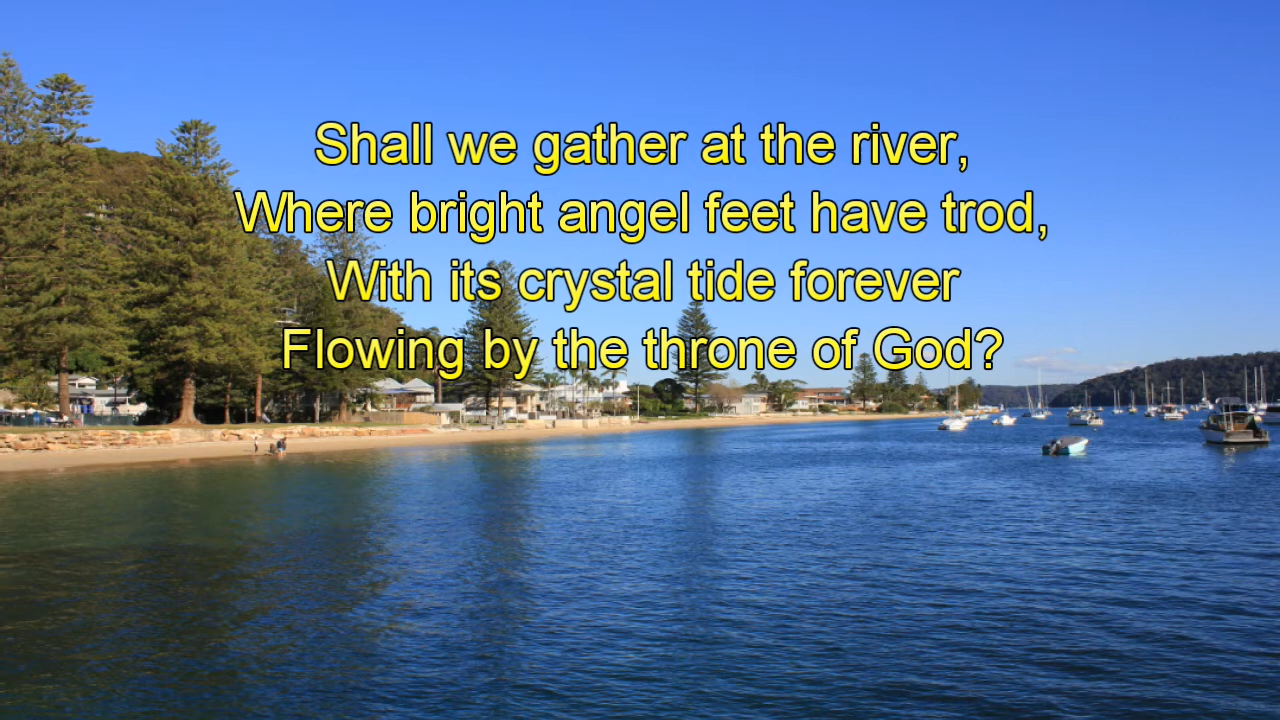 Shall we gather at the river,
Where bright angel feet have trod,
With its crystal tide forever
Flowing by the throne of God?